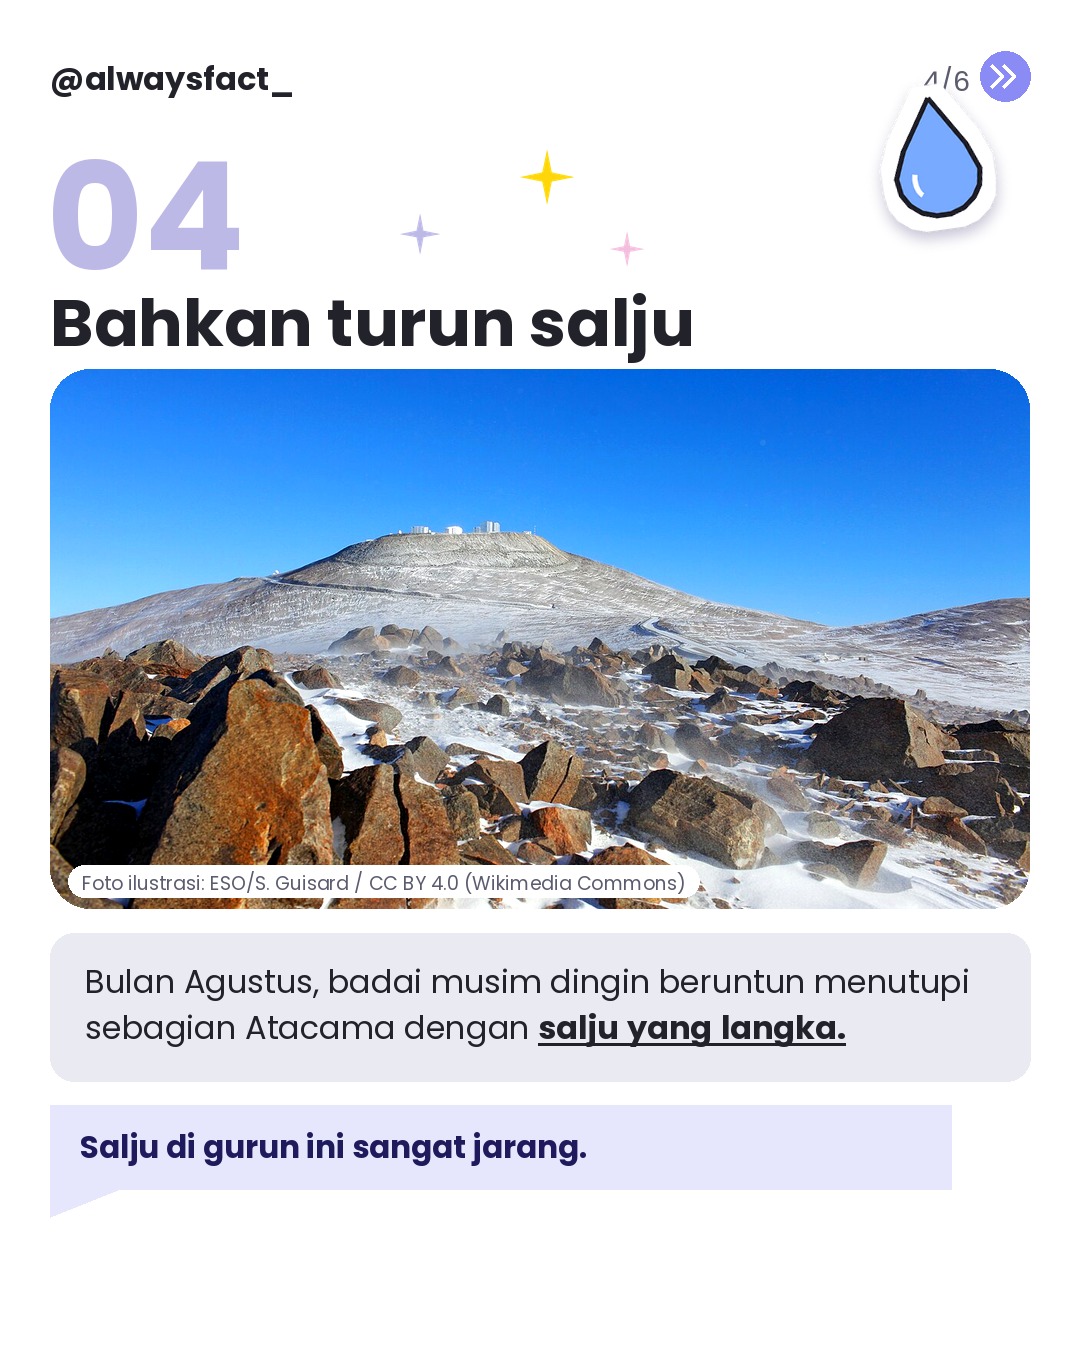 @alwaysfact_
4/6
04
Bahkan turun salju
Foto ilustrasi: ESO/S. Guisard / CC BY 4.0 (Wikimedia Commons)
Bulan Agustus, badai musim dingin beruntun menutupi
sebagian Atacama dengan salju yang langka.
Salju di gurun ini sangat jarang.